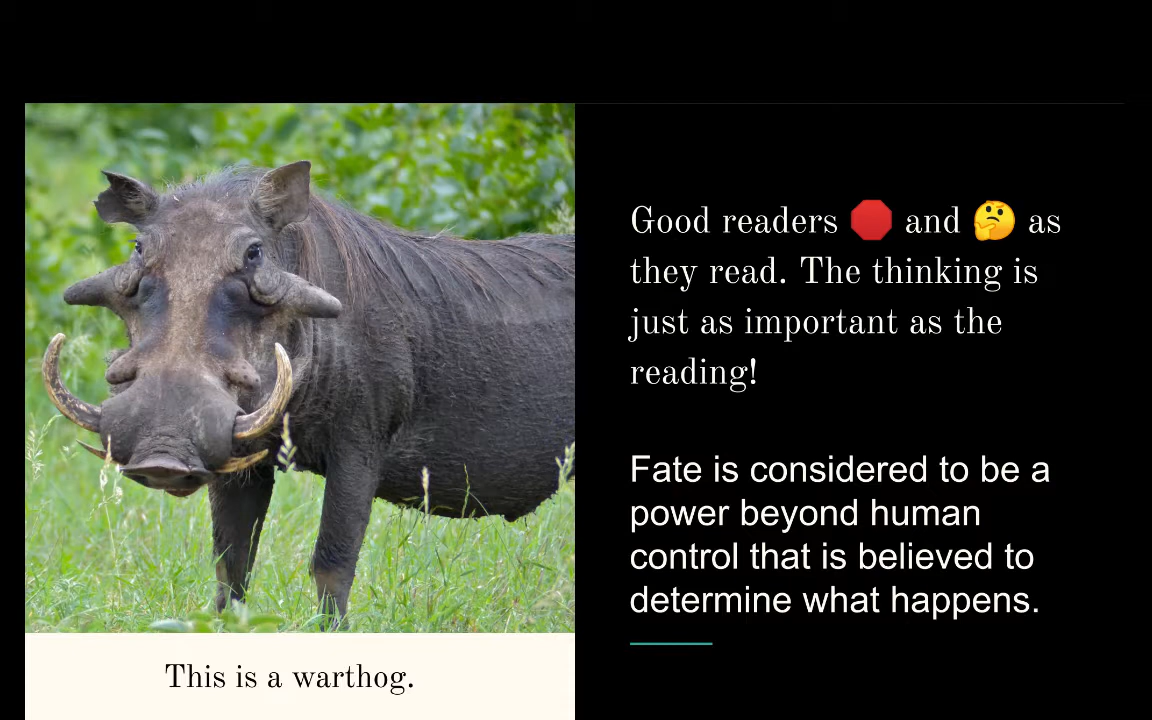 Good readers 🛑 and 🤔 as
they read. The thinking is
just as important as the
reading!
Fate is considered to be a
power beyond human
control that is believed to
determine what happens.
This is a warthog.